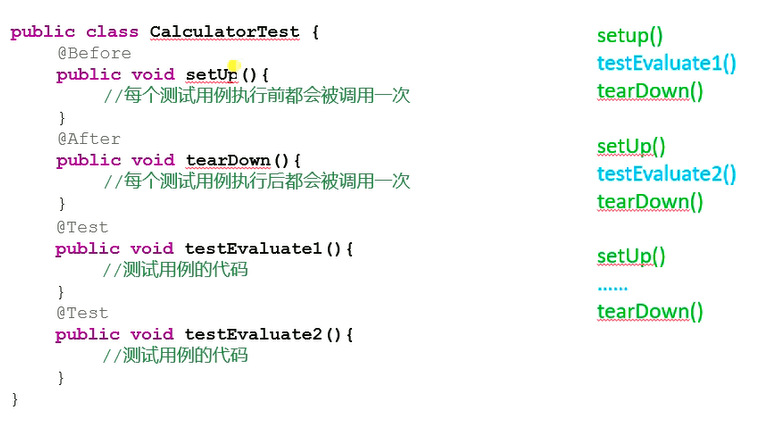 public class CalculatorTest {
@Before
public void setUp(){
//每个测试用例执行前都会被调用一次
}
@After
public void tearDown(){
//每个测试用例执行后都会被调用一次
}
@Test
public void testEvaluate1(){
//测试用例的代码
}
@Test
public void testEvaluate2(){
//测试用例的代码
}
}
setup()
testEvaluate1()
tearDown()
setUp()
testEvaluate2()
tearDown()
setUp()
......
tearDown()